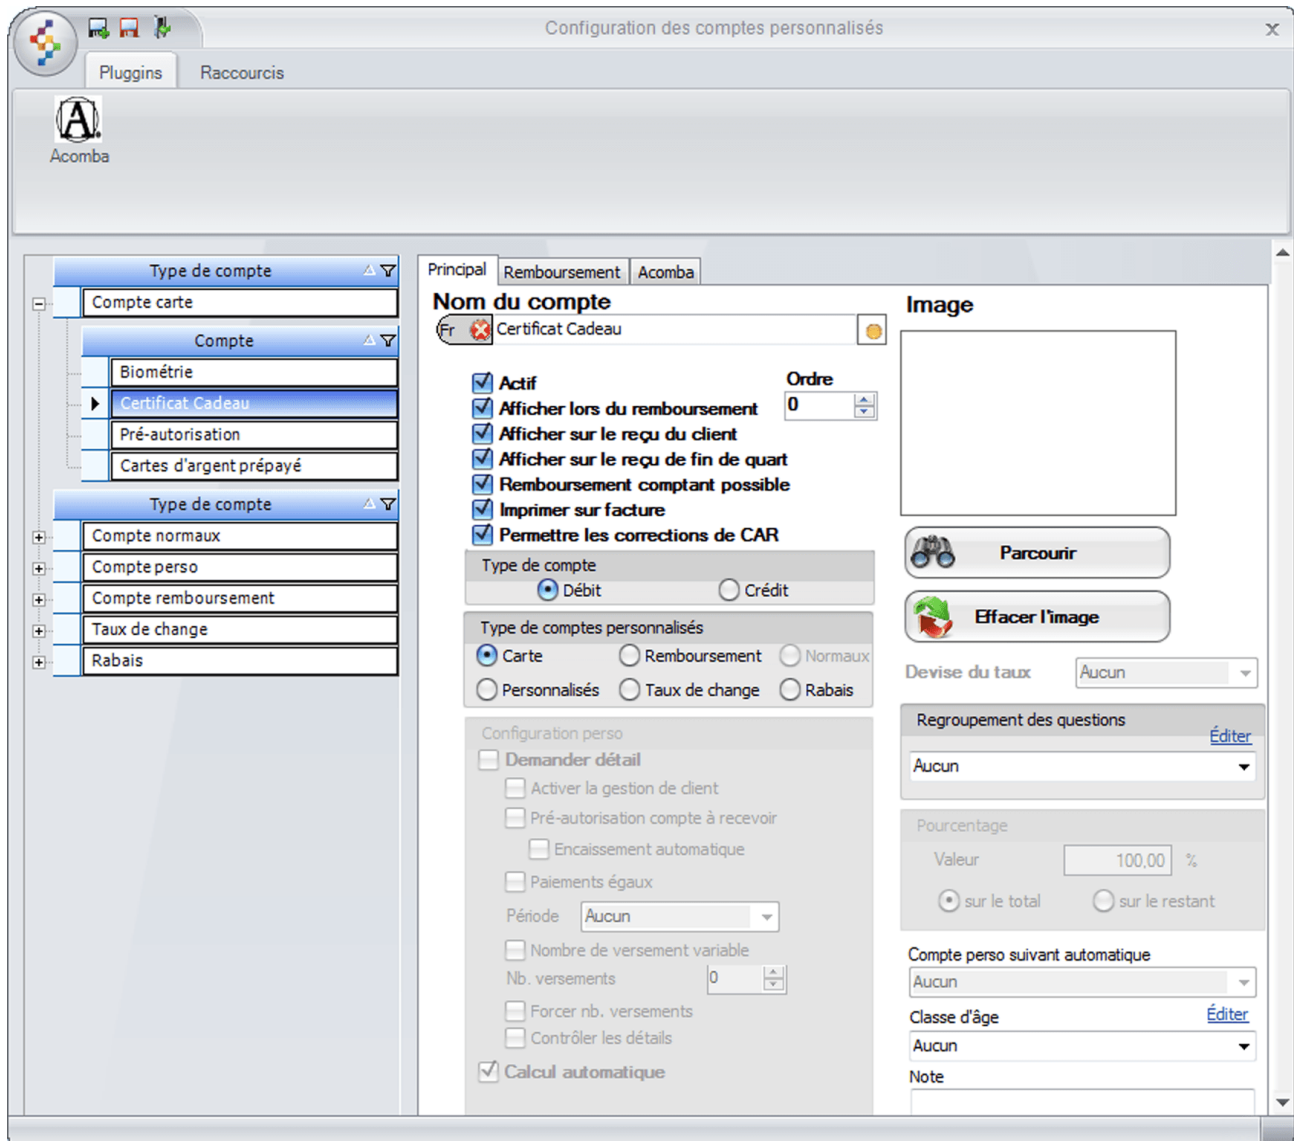 Configuration des comptes personnalisés
x
Pluggins
Raccourcis
A.
Acomba
Type de compte
Compte carte
Compte
Biométrie
Certificat Cadeau
Pré-autorisation
Cartes d'argent prépayé
Type de compte
Compte normaux
Compte perso
Compte remboursement
Taux de change
Rabais
Principal
Remboursement
Acomba
Nom du compte
Fr
Certificat Cadeau
Actif
Ordre
Afficher lors du remboursement
0
Afficher sur le reçu du client
Afficher sur le reçu de fin de quart
Remboursement comptant possible
Imprimer sur facture
Permettre les corrections de CAR
Type de compte
Débit
Crédit
Type de comptes personnalisés
Carte
Remboursement
Normaux
Personnalisés
Taux de change
Rabais
Configuration perso
Demander détail
Activer la gestion de client
Pré-autorisation compte à recevoir
Encaissement automatique
Paiements égaux
Période
Aucun
Nombre de versement variable
Nb. versements
0
Forcer nb. versements
Contrôler les détails
Calcul automatique
Image
Parcourir
Effacer l'image
Devise du taux
Aucun
Regroupement des questions
Éditer
Aucun
Pourcentage
Valeur
100,00
%
sur le total
sur le restant
Compte perso suivant automatique
Aucun
Classe d'âge
Éditer
Aucun
Note